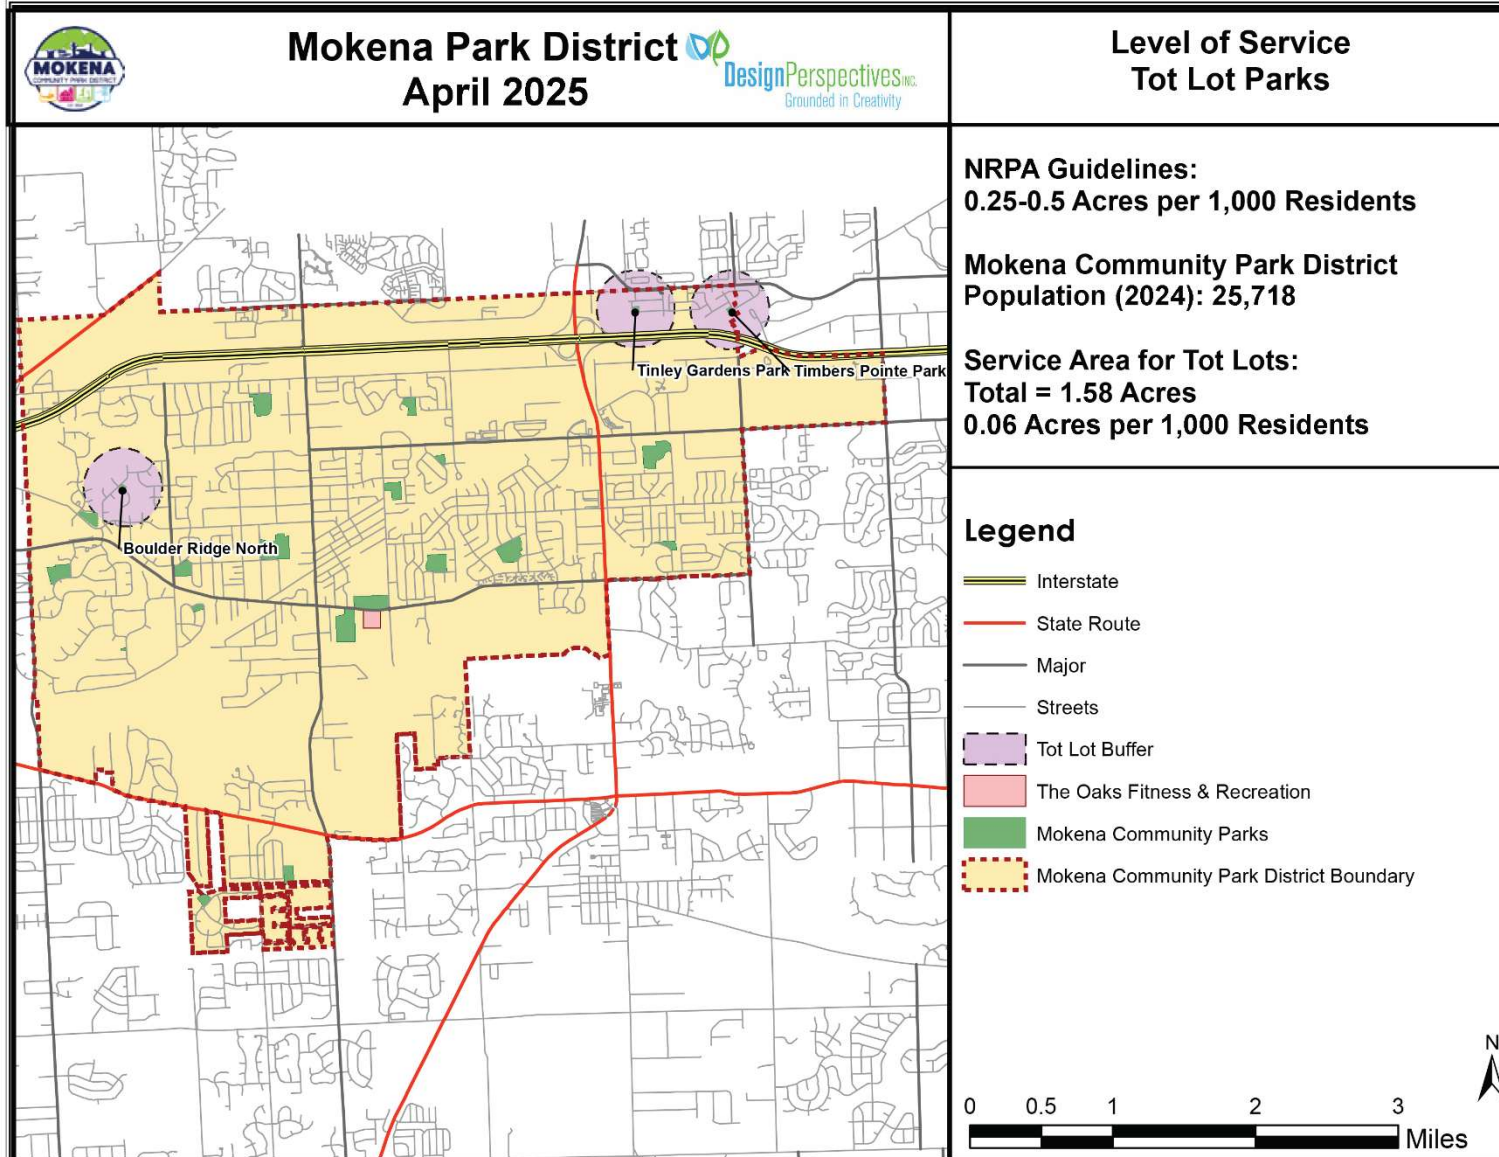 MOKENA
COMMUNITY PARK DISTRICT
Mokena Park District
April 2025
DesignPerspectives INC.
Grounded in Creativity
Level of Service
Tot Lot Parks
NRPA Guidelines:
0.25-0.5 Acres per 1,000 Residents
Mokena Community Park District
Population (2024): 25,718
Service Area for Tot Lots:
Total = 1.58 Acres
0.06 Acres per 1,000 Residents
Tinley Gardens Park
Timbers Pointe Park
Boulder Ridge North
Legend
Interstate
State Route
Major
Streets
Tot Lot Buffer
The Oaks Fitness & Recreation
Mokena Community Parks
Mokena Community Park District Boundary
N
0 0.5 1 2 3
Miles